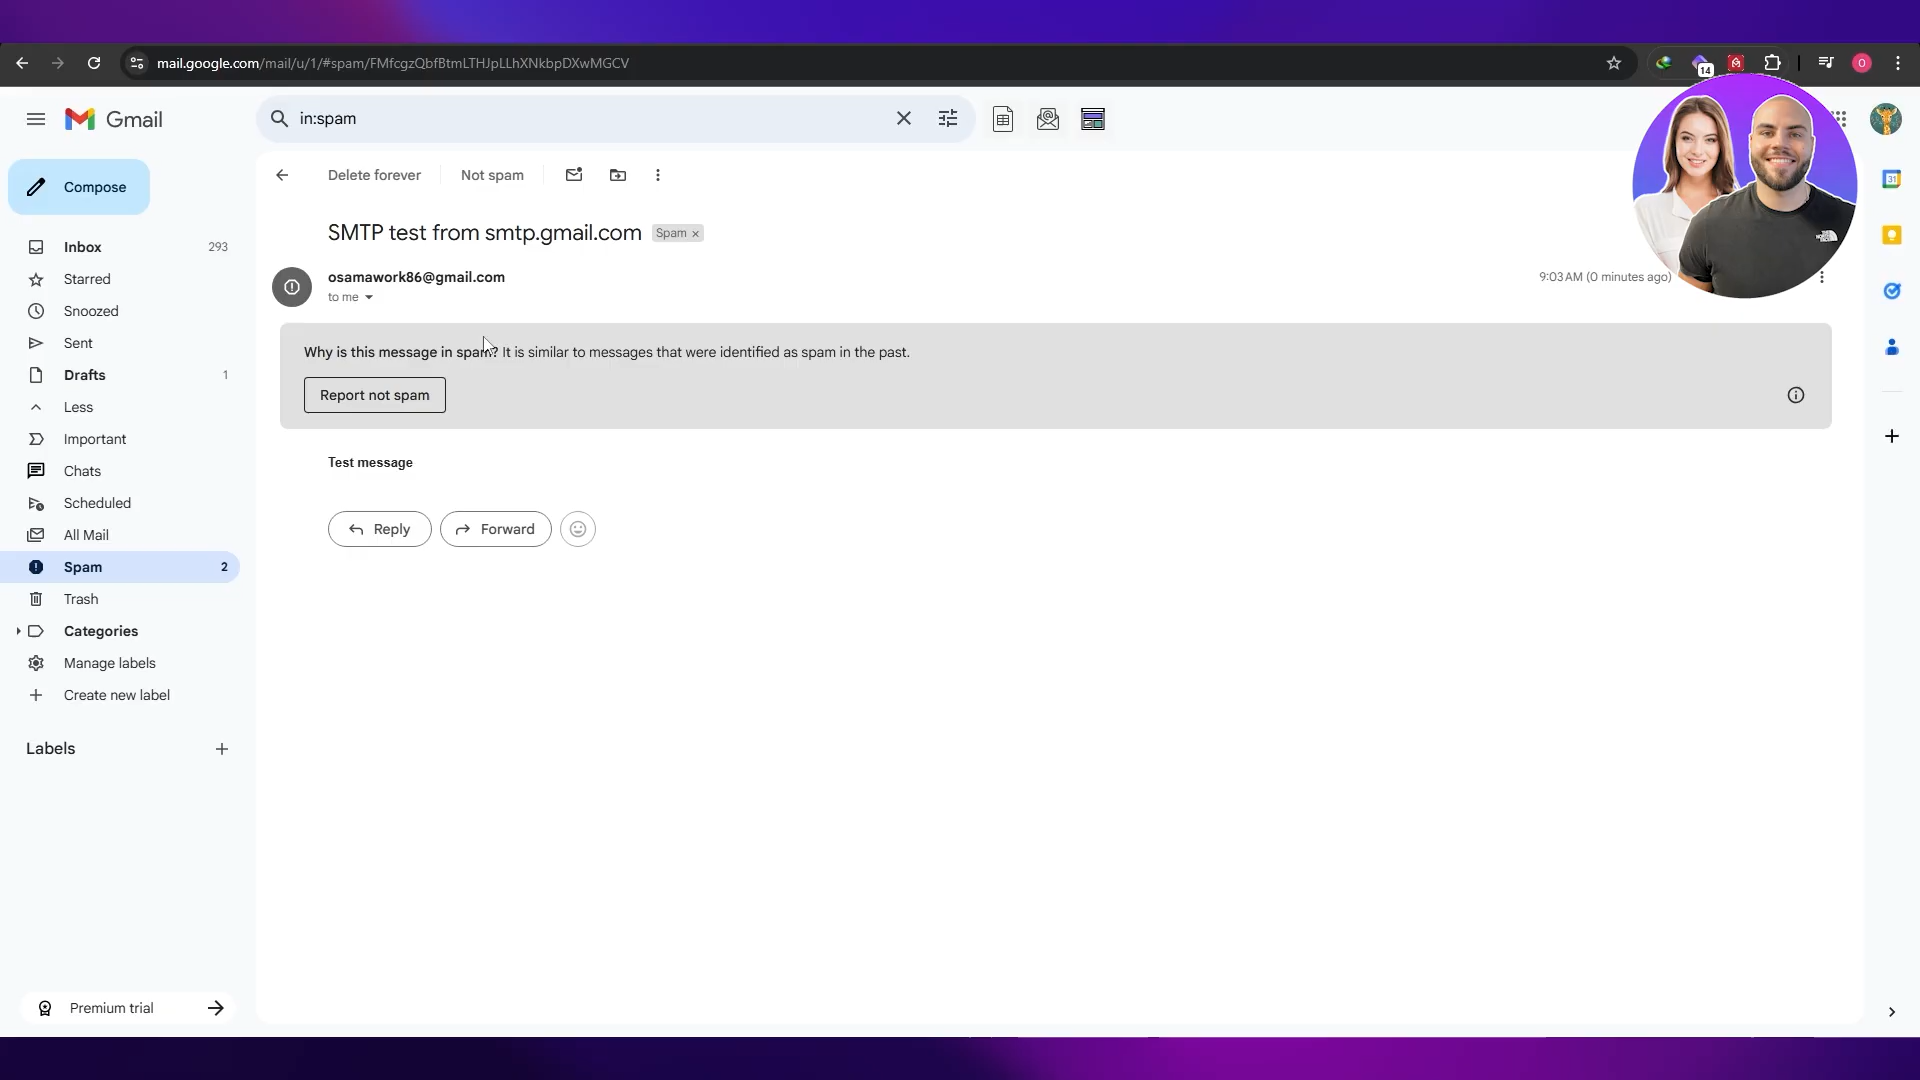 mail.google.com/mail/u/1/#spam/FMfcgzQbfBtmLTHJpLLhXNkbpDXwMGCV
14
O
Gmail
in:spam
31
Compose
Delete forever
Not spam
SMTP test from smtp.gmail.com
Spam ×
Inbox 293
Starred
Snoozed
Sent
Drafts 1
Less
Important
Chats
Scheduled
All Mail
Spam 2
Trash
Categories
Manage labels
Create new label
Labels
Premium trial
osamawork86@gmail.com
9:03 AM (0 minutes ago)
to me
Why is this message in spam? It is similar to messages that were identified as spam in the past.
Report not spam
Test message
Reply
Forward